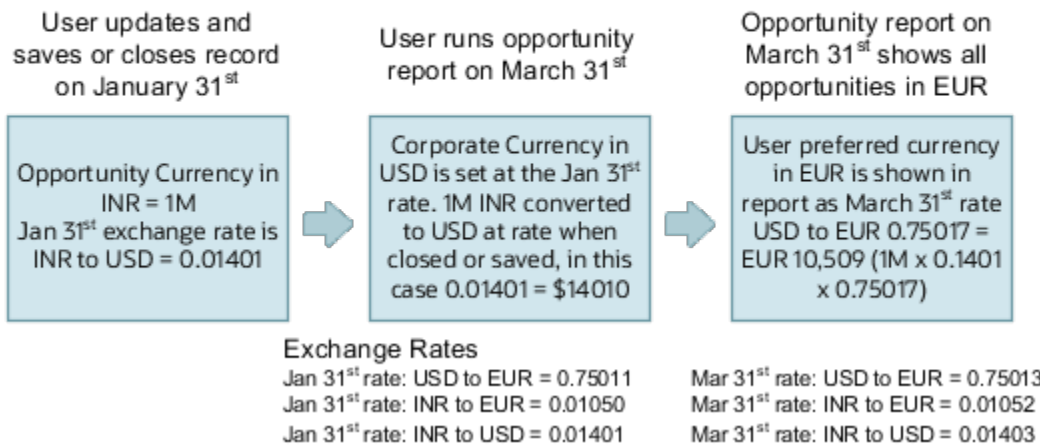 User updates and
saves or closes record
on January 31st
User runs opportunity
report on March 31st
Opportunity report on
March 31st shows all
opportunities in EUR
Opportunity Currency in
INR = 1M
Jan 31st exchange rate is
INR to USD = 0.01401
Corporate Currency in
USD is set at the Jan 31st
rate. 1M INR converted
to USD at rate when
closed or saved, in this
case 0.01401 = $14010
User preferred currency
in EUR is shown in
report as March 31st rate
USD to EUR 0.75017 =
EUR 10,509 (1M x 0.1401
x 0.75017)
Exchange Rates
Jan 31st rate: USD to EUR = 0.75011
Jan 31st rate: INR to EUR = 0.01050
Jan 31st rate: INR to USD = 0.01401
Mar 31st rate: USD to EUR = 0.75013
Mar 31st rate: INR to EUR = 0.01052
Mar 31st rate: INR to USD = 0.01403